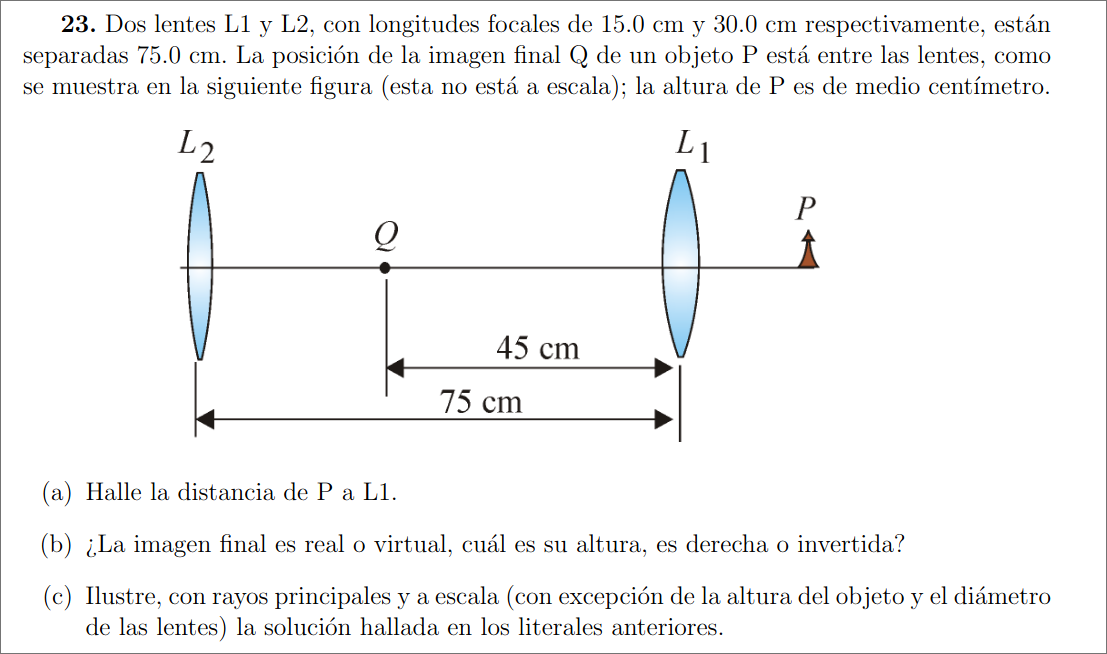 23. Dos lentes L1 y L2, con longitudes focales de 15.0 cm y 30.0 cm respectivamente, están
separadas 75.0 cm. La posición de la imagen final Q de un objeto P está entre las lentes, como
se muestra en la siguiente figura (esta no está a escala); la altura de P es de medio centímetro.
L2
L1
P
Q
45 cm
75 cm
(a) Halle la distancia de P a L1.
(b) ¿La imagen final es real o virtual, cuál es su altura, es derecha o invertida?
(c) Ilustre, con rayos principales y a escala (con excepción de la altura del objeto y el diámetro
de las lentes) la solución hallada en los literales anteriores.